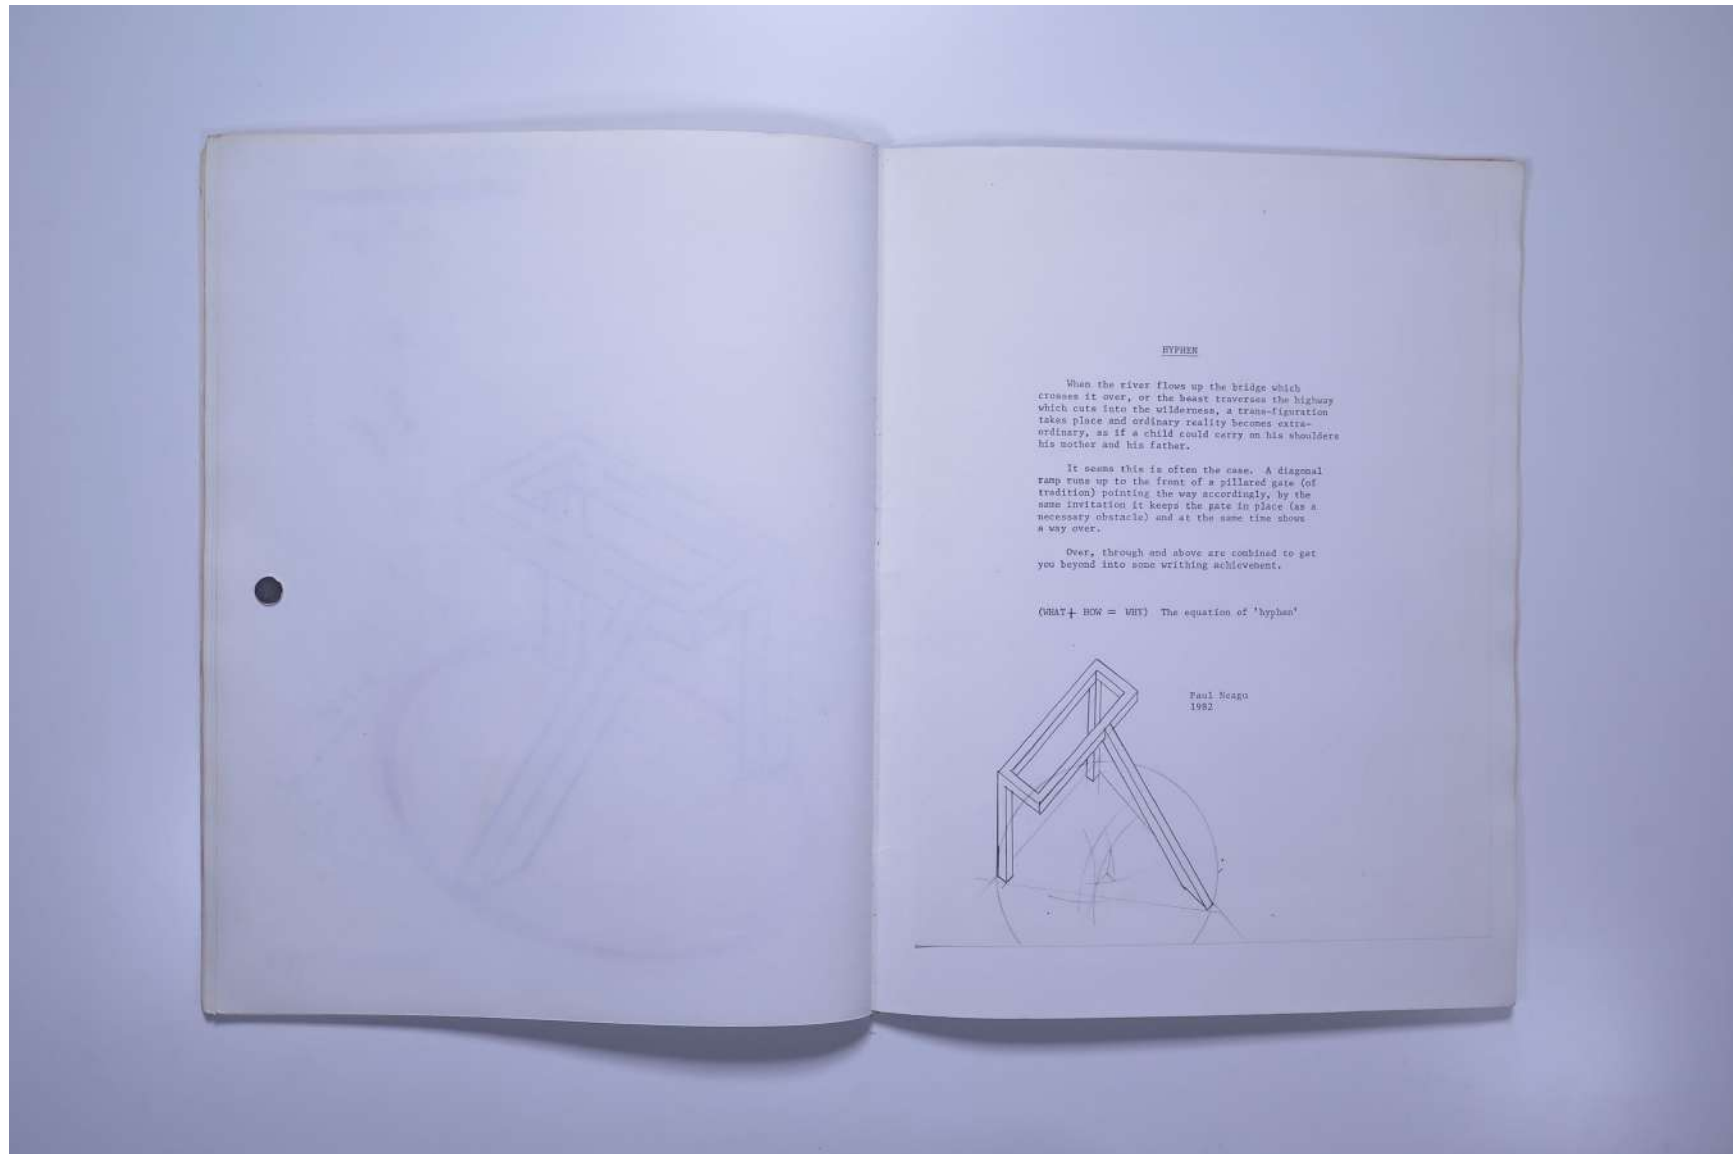 HYPHEN
When the river flows up the bridge which
crosses it over, or the beast traverses the highway
which cuts into the wilderness, a trans-figuration
takes place and ordinary reality becomes extra-
ordinary, as if a child could carry on his shoulders
his mother and his father.
It seems this is often the case. A diagonal
ramp runs up to the front of a pillared gate (of
tradition) pointing the way accordingly, by the
same invitation it keeps the gate in place (as a
necessary obstacle) and at the same time shows
a way over.
Over, through and above are combined to get
you beyond into some writhing achievement.
(WHAT + HOW = WHY) The equation of 'hyphen'
Paul Neagu
1982